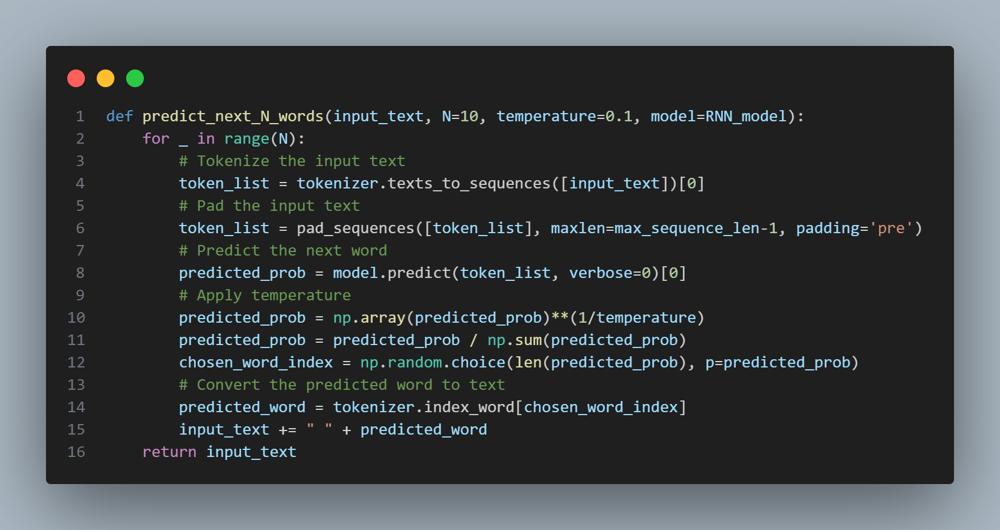 1 def predict_next_N_words(input_text, N=10, temperature=0.1, model=RNN_model):
2     for _ in range(N):
3         # Tokenize the input text
4         token_list = tokenizer.texts_to_sequences([input_text])[0]
5         # Pad the input text
6         token_list = pad_sequences([token_list], maxlen=max_sequence_len-1, padding='pre')
7         # Predict the next word
8         predicted_prob = model.predict(token_list, verbose=0)[0]
9         # Apply temperature
10         predicted_prob = np.array(predicted_prob)**(1/temperature)
11         predicted_prob = predicted_prob / np.sum(predicted_prob)
12         chosen_word_index = np.random.choice(len(predicted_prob), p=predicted_prob)
13         # Convert the predicted word to text
14         predicted_word = tokenizer.index_word[chosen_word_index]
15         input_text += " " + predicted_word
16     return input_text